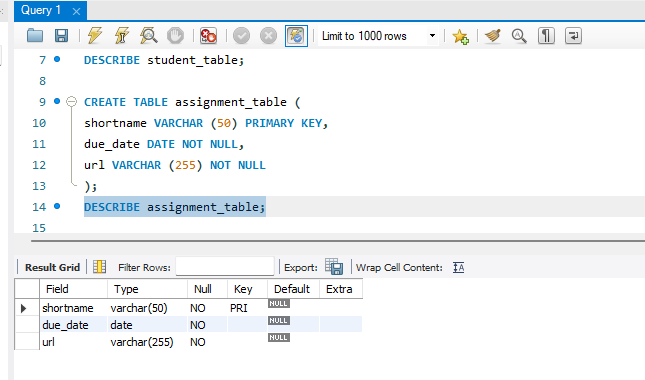 Query 1 ×
Limit to 1000 rows
7 DESCRIBE student_table;
8
9 CREATE TABLE assignment_table (
10 shortname VARCHAR (50) PRIMARY KEY,
11 due_date DATE NOT NULL,
12 url VARCHAR (255) NOT NULL
13 );
14 DESCRIBE assignment_table;
15
Result Grid Filter Rows: Export: Wrap Cell Content:
Field Type Null Key Default Extra
shortname varchar(50) NO PRI NULL
due_date date NO NULL
url varchar(255) NO NULL